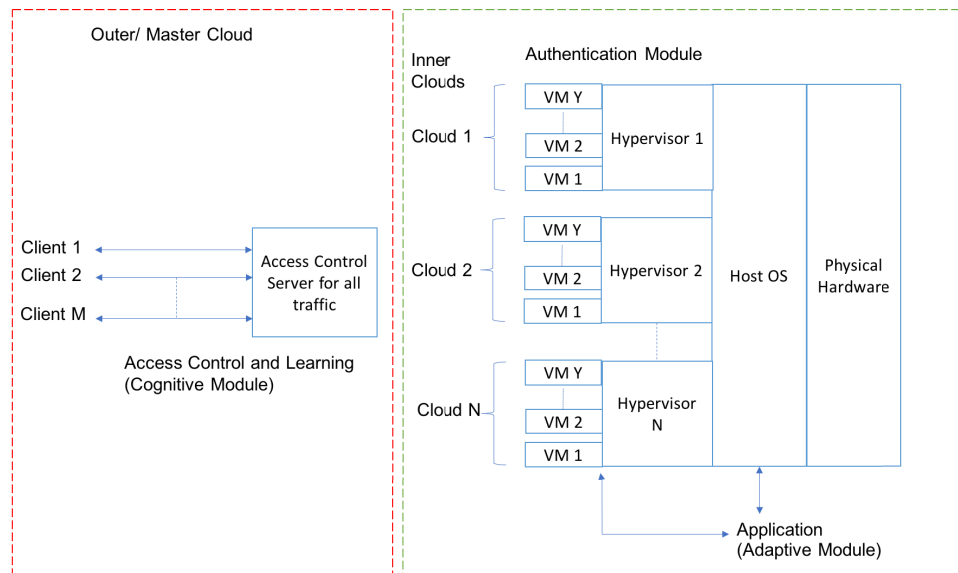 Outer/ Master Cloud
Client 1
Client 2
Client M
Access Control
Server for all
traffic
Access Control and Learning
(Cognitive Module)
Inner
Clouds
Authentication Module
Cloud 1
VM Y
VM 2
VM 1
Hypervisor 1
Cloud 2
VM Y
VM 2
VM 1
Hypervisor 2
Cloud N
VM Y
VM 2
VM 1
Hypervisor
N
Host OS
Physical
Hardware
Application
(Adaptive Module)